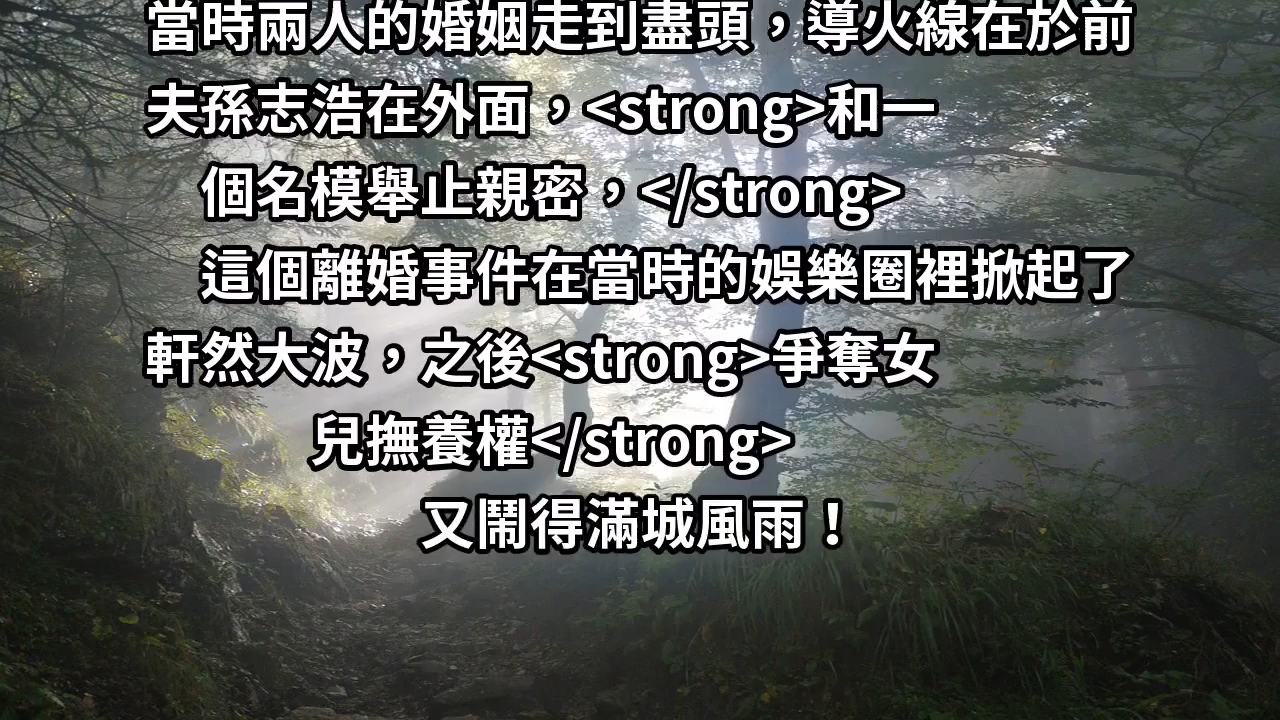 當時兩人的婚姻走到盡頭，導火線在於前
夫孫志浩在外面，<strong>和一
個名模舉止親密，</strong>
這個離婚事件在當時的娛樂圈裡掀起了
軒然大波，之後<strong>爭奪女
兒撫養權</strong>
又鬧得滿城風雨！